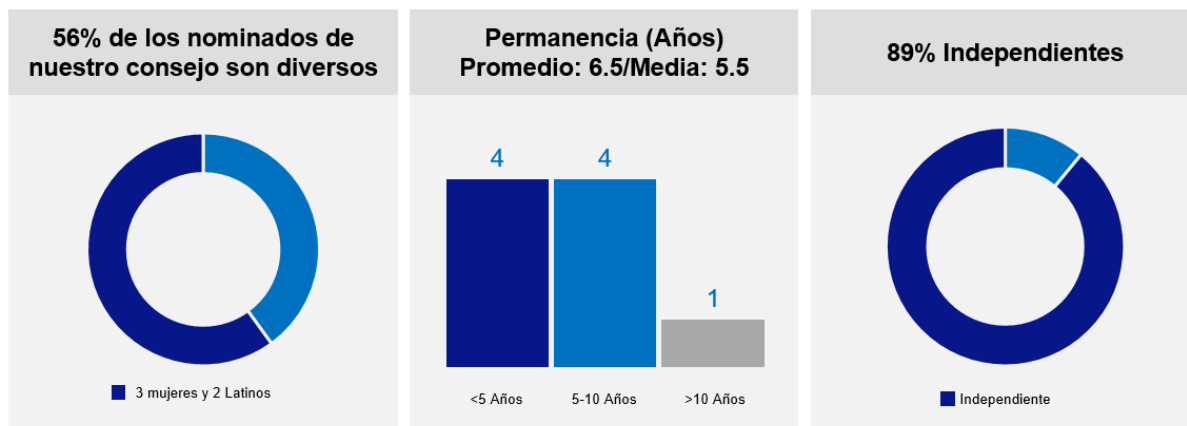 56% de los nominados de
nuestro consejo son diversos
3 mujeres y 2 Latinos
Permanencia (Años)
Promedio: 6.5/Media: 5.5
4
4
1
<5 Años
5-10 Años
>10 Años
89% Independientes
Independiente